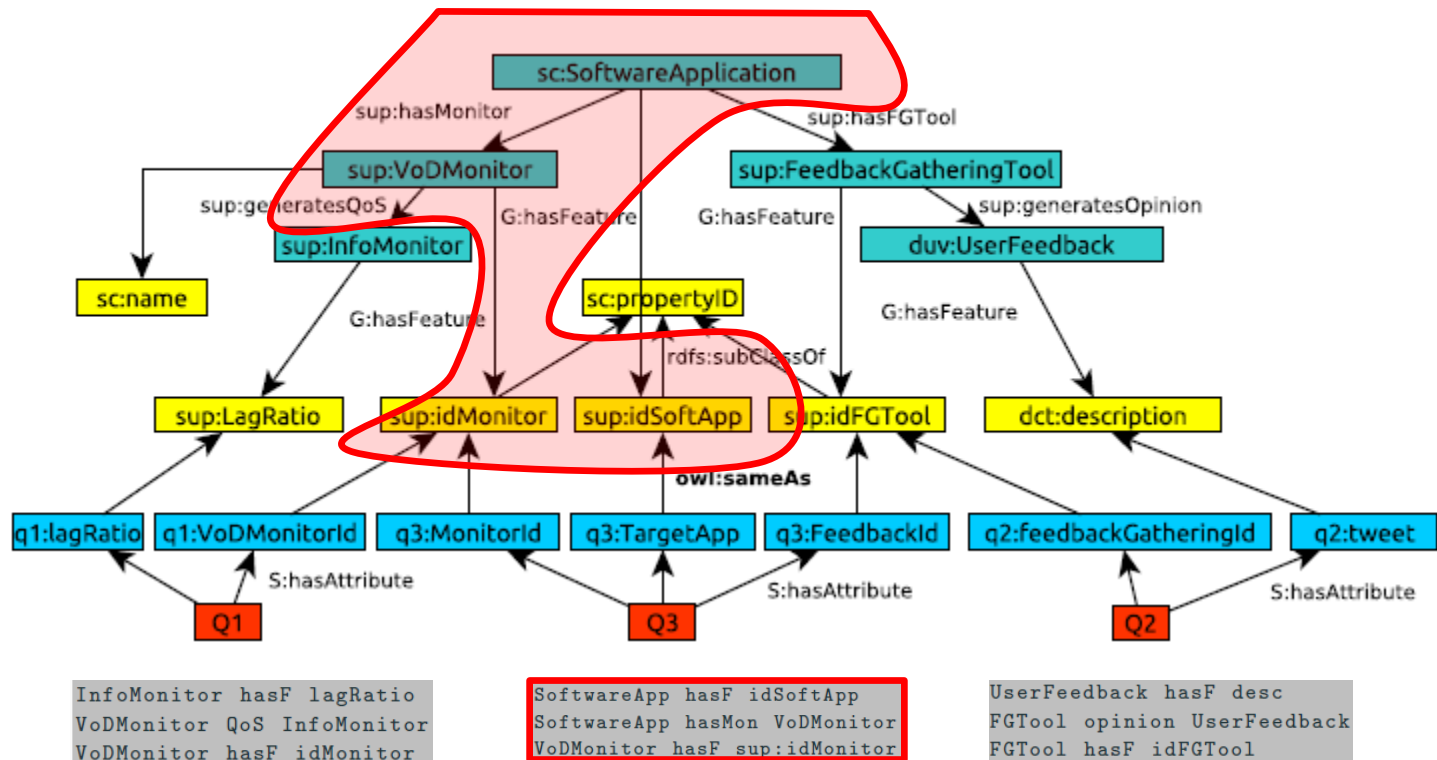 sc:SoftwareApplication
sup:hasMonitor
sup:hasFGTool
sup:VoDMonitor
sup:FeedbackGatheringTool
sup:generatesQoS
G:hasFeature
G:hasFeature
sup:generatesOpinion
sup:InfoMonitor
duv:UserFeedback
sc:name
sc:propertyID
G:hasFeature
G:hasFeature
rdfs:subClassOf
sup:LagRatio
sup:idMonitor
sup:idSoftApp
sup:idFGTool
dct:description
owl:sameAs
q1:lagRatio
q1:VoDMonitorId
q3:MonitorId
q3:TargetApp
q3:FeedbackId
q2:feedbackGatheringId
q2:tweet
S:hasAttribute
S:hasAttribute
S:hasAttribute
Q1
Q3
Q2
InfoMonitor hasF lagRatio
VoDMonitor QoS InfoMonitor
VoDMonitor hasF idMonitor
SoftwareApp hasF idSoftApp
SoftwareApp hasMon VoDMonitor
VoDMonitor hasF sup:idMonitor
UserFeedback hasF desc
FGTool opinion UserFeedback
FGTool hasF idFGTool